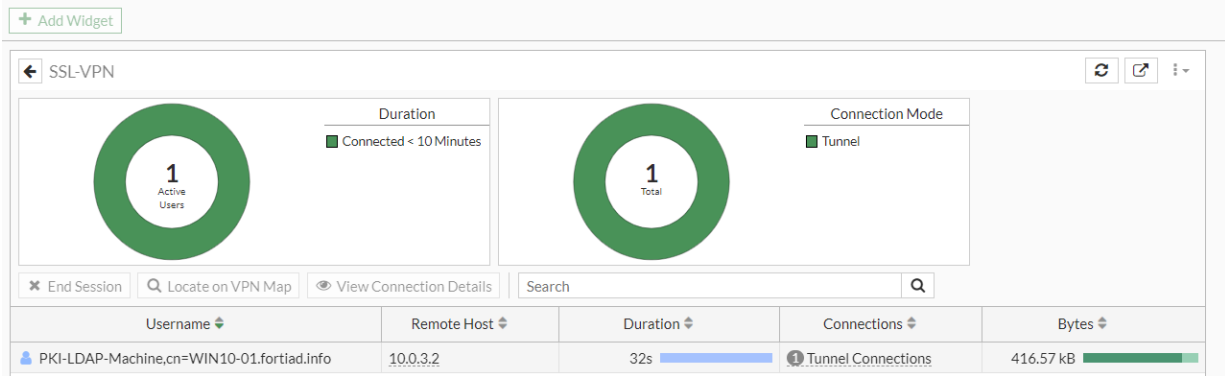 Add Widget
SSL-VPN
Duration
Connected < 10 Minutes
1
Active
Users
Connection Mode
Tunnel
1
Total
End Session Locate on VPN Map View Connection Details Search
Username Remote Host Duration Connections Bytes
PKI-LDAP-Machine,cn=WIN10-01.fortiad.info 10.0.3.2 32s 1 Tunnel Connections 416.57 kB